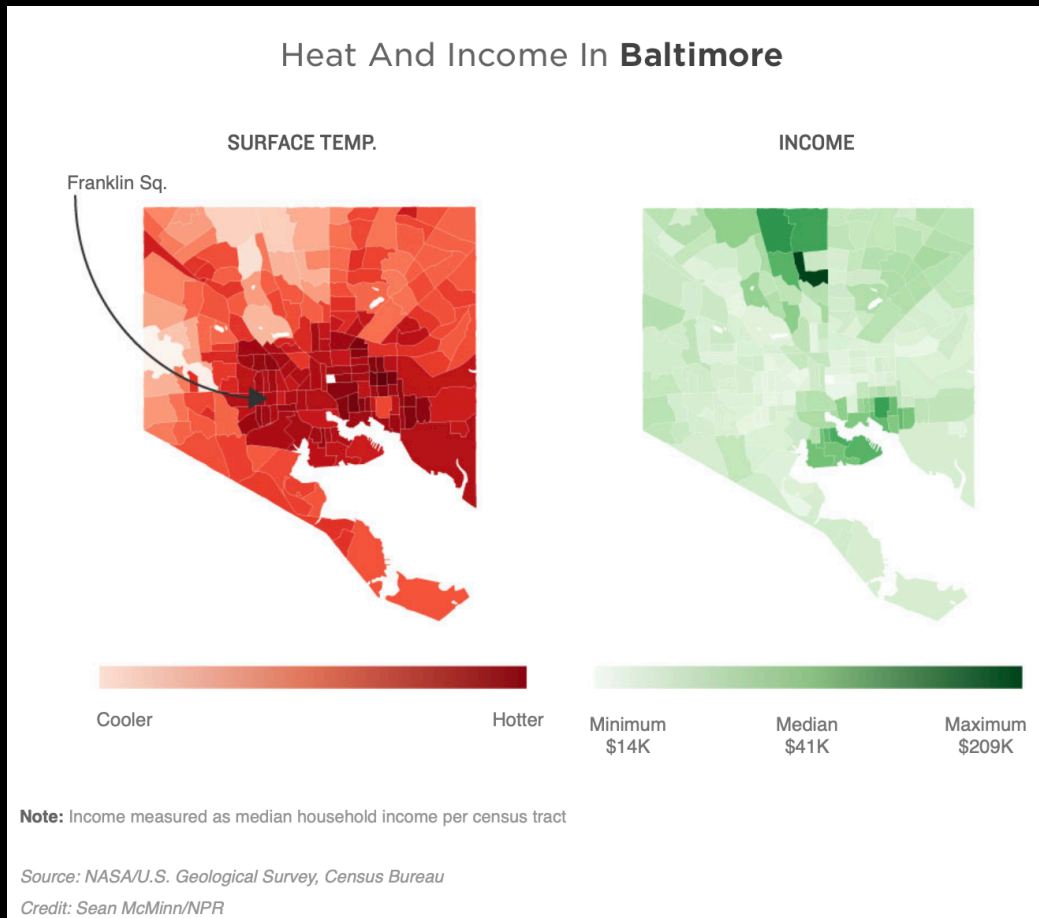 Heat And Income In Baltimore
SURFACE TEMP.
Franklin Sq.
Cooler
Hotter
INCOME
Minimum
$14K
Median
$41K
Maximum
$209K
Note: Income measured as median household income per census tract
Source: NASA/U.S. Geological Survey, Census Bureau
Credit: Sean McMinn/NPR